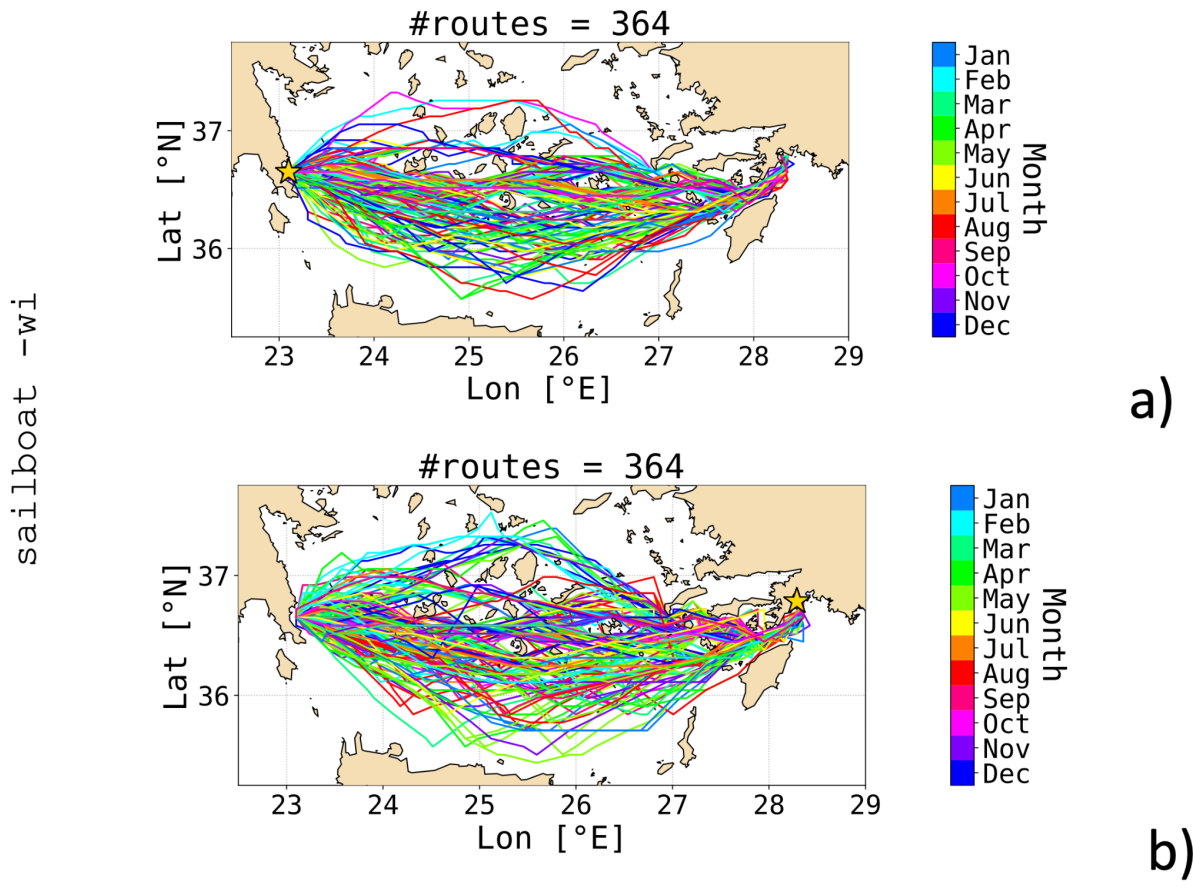 #routes = 364
37
36
Lat [°N]
23 24 25 26 27 28 29
Lon [°E]
Jan
Feb
Mar
Apr
May
Jun
Jul
Aug
Sep
Oct
Nov
Dec
Month
a)
sailboat –wi
#routes = 364
37
36
Lat [°N]
23 24 25 26 27 28 29
Lon [°E]
Jan
Feb
Mar
Apr
May
Jun
Jul
Aug
Sep
Oct
Nov
Dec
Month
b)